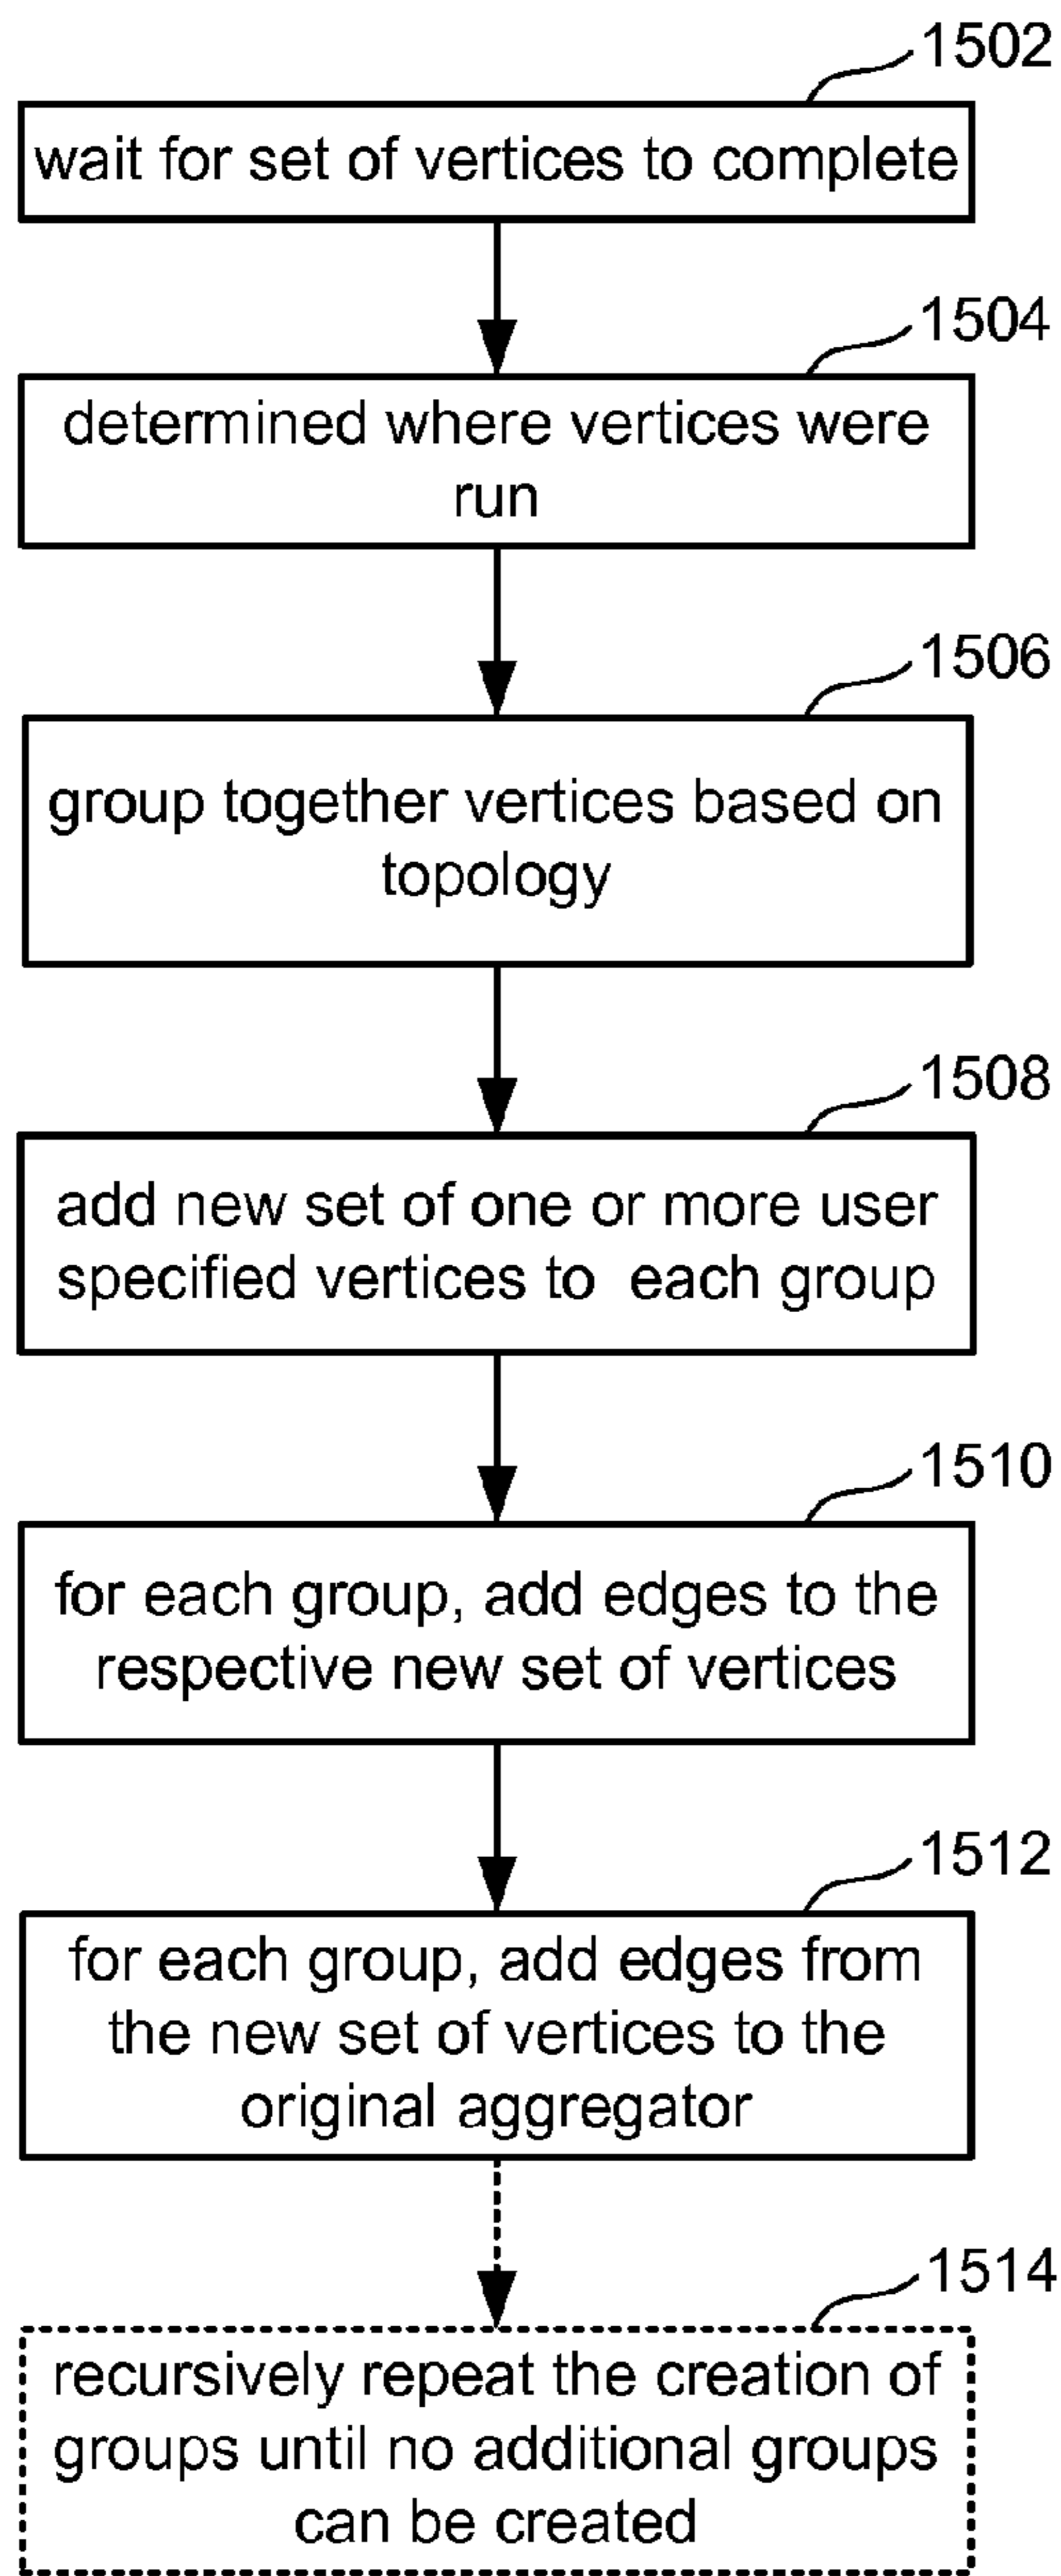 1502
wait for set of vertices to complete
1504
determined where vertices were
run
1506
group together vertices based on
topology
1508
add new set of one or more user
specified vertices to each group
1510
for each group, add edges to the
respective new set of vertices
1512
for each group, add edges from
the new set of vertices to the
original aggregator
1514
recursively repeat the creation of
groups until no additional groups
can be created